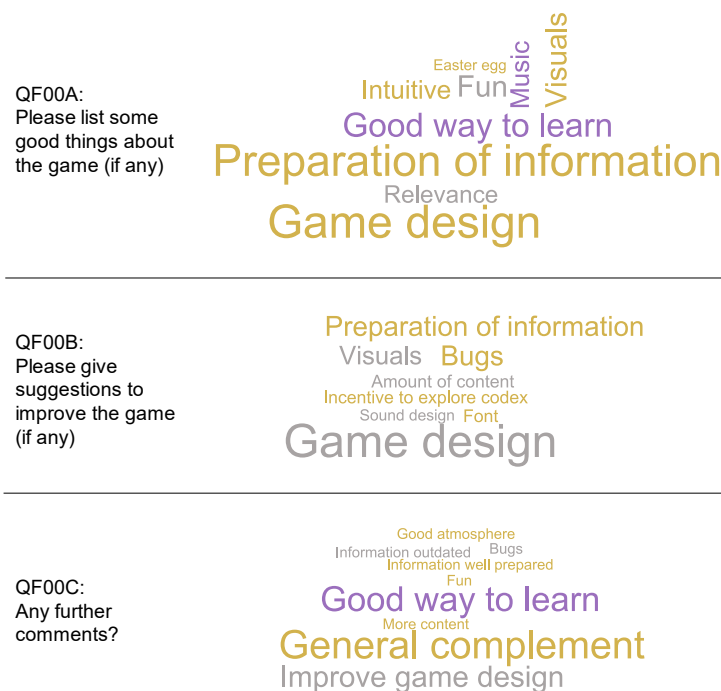 QF00A:
Please list some
good things about
the game (if any)
Easter egg
Intuitive Fun
Music
Visuals
Good way to learn
Preparation of information
Relevance
Game design
QF00B:
Please give
suggestions to
improve the game
(if any)
Preparation of information
Visuals Bugs
Amount of content
Incentive to explore codex
Sound design Font
Game design
QF00C:
Any further
comments?
Good atmosphere
Information outdated Bugs
Information well prepared
Fun
Good way to learn
More content
General complement
Improve game design